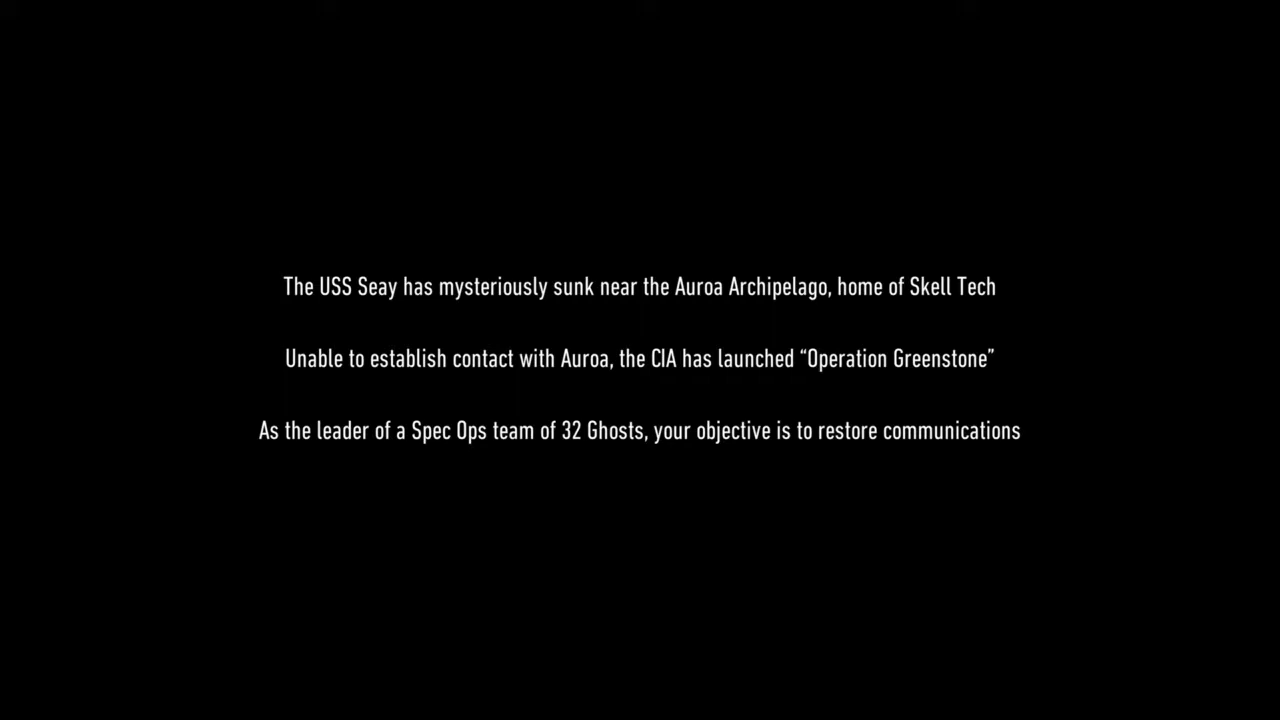 The USS Seay has mysteriously sunk near the Auroa Archipelago, home of Skell Tech
Unable to establish contact with Auroa, the CIA has launched “Operation Greenstone”
As the leader of a Spec Ops team of 32 Ghosts, your objective is to restore communications